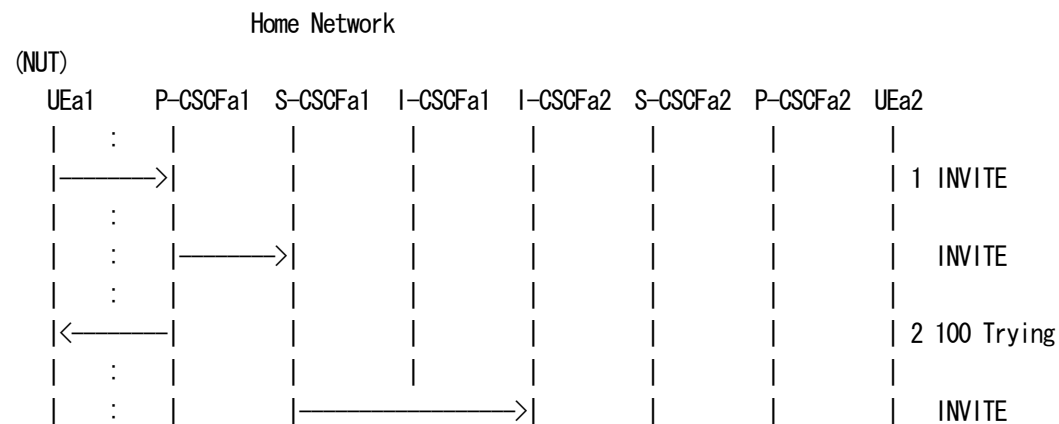 Home Network
(NUT)
UEa1 P-CSCFa1 S-CSCFa1 I-CSCFa1 I-CSCFa2 S-CSCFa2 P-CSCFa2 UEa2
| : | | | | | | |
|-------->| | | | | | | 1 INVITE
| : | | | | | | |
| : |-------->| | | | | | INVITE
| : | | | | | | |
|<--------| | | | | | | 2 100 Trying
| : | | | | | | |
| : | |------------------>| | | | INVITE